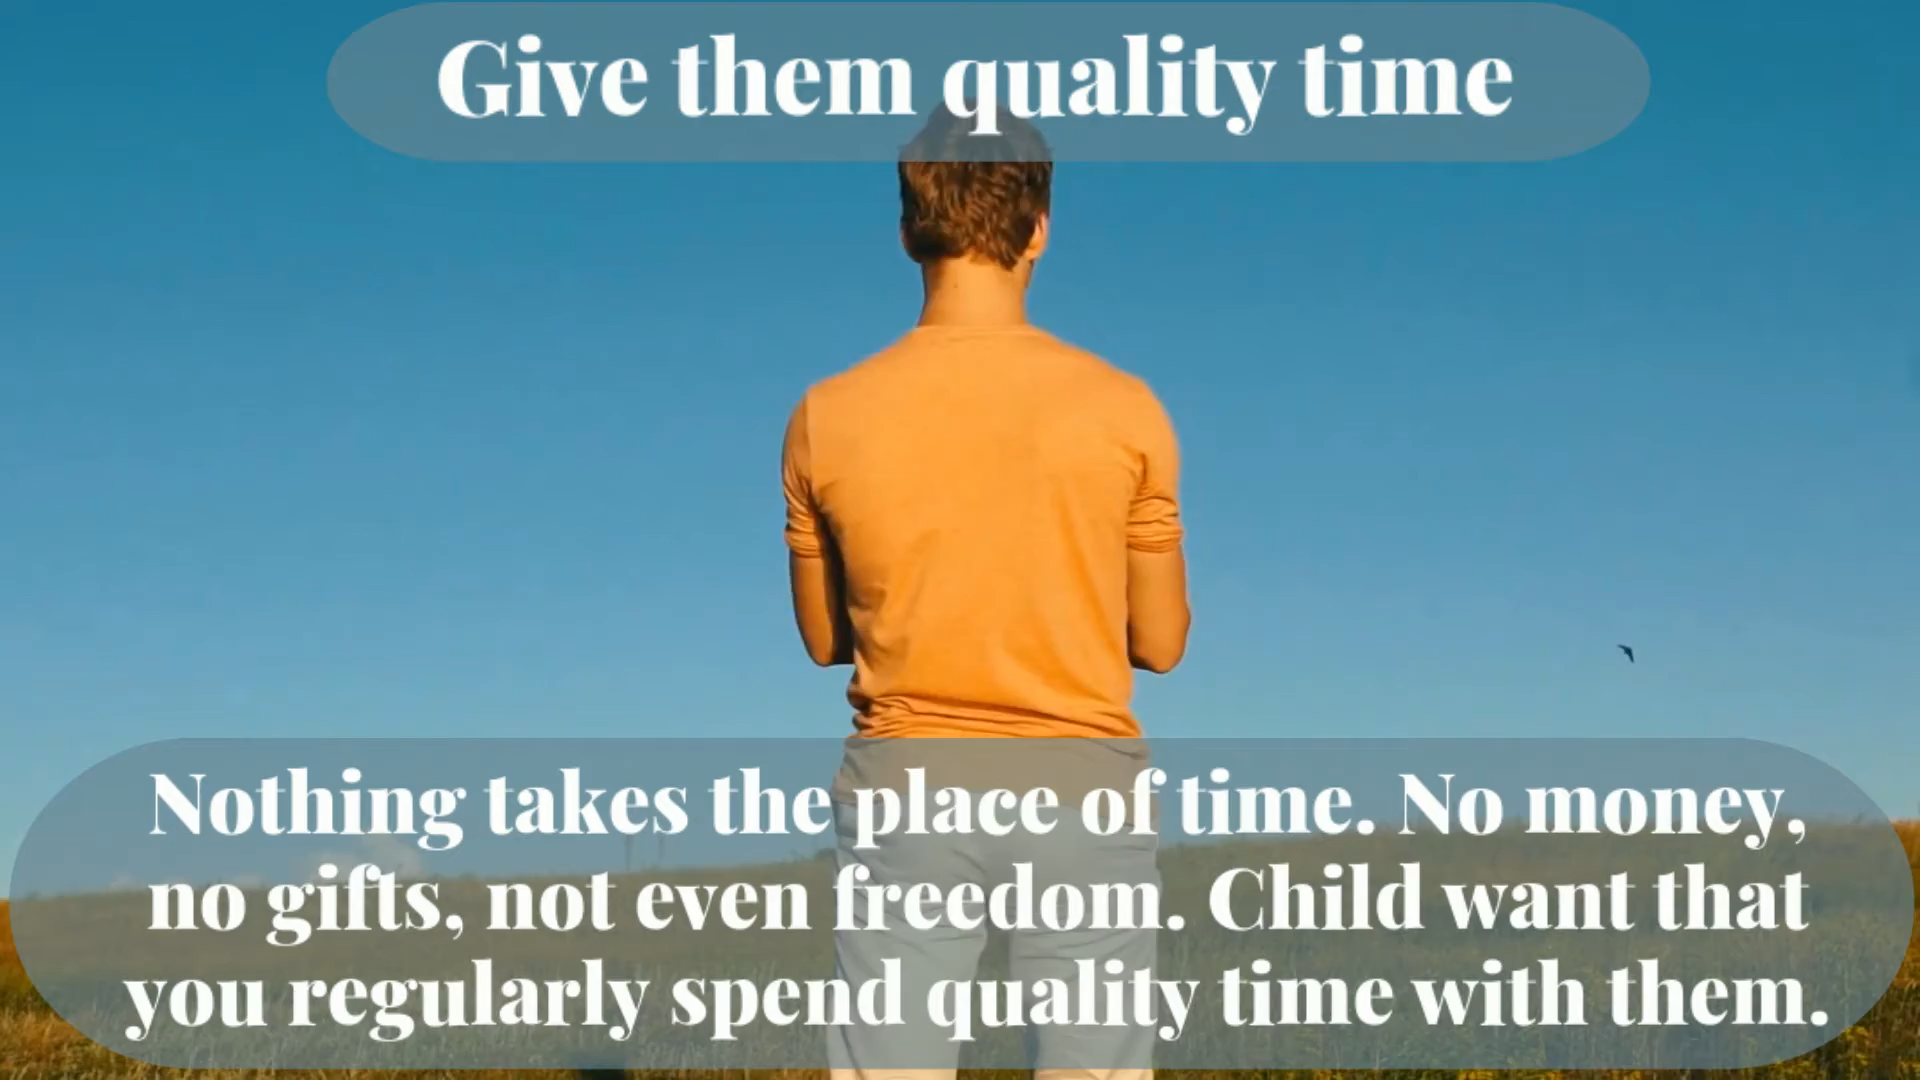 Give them quality time
Nothing takes the place of time. No money,
no gifts, not even freedom. Child want that
you regularly spend quality time with them.